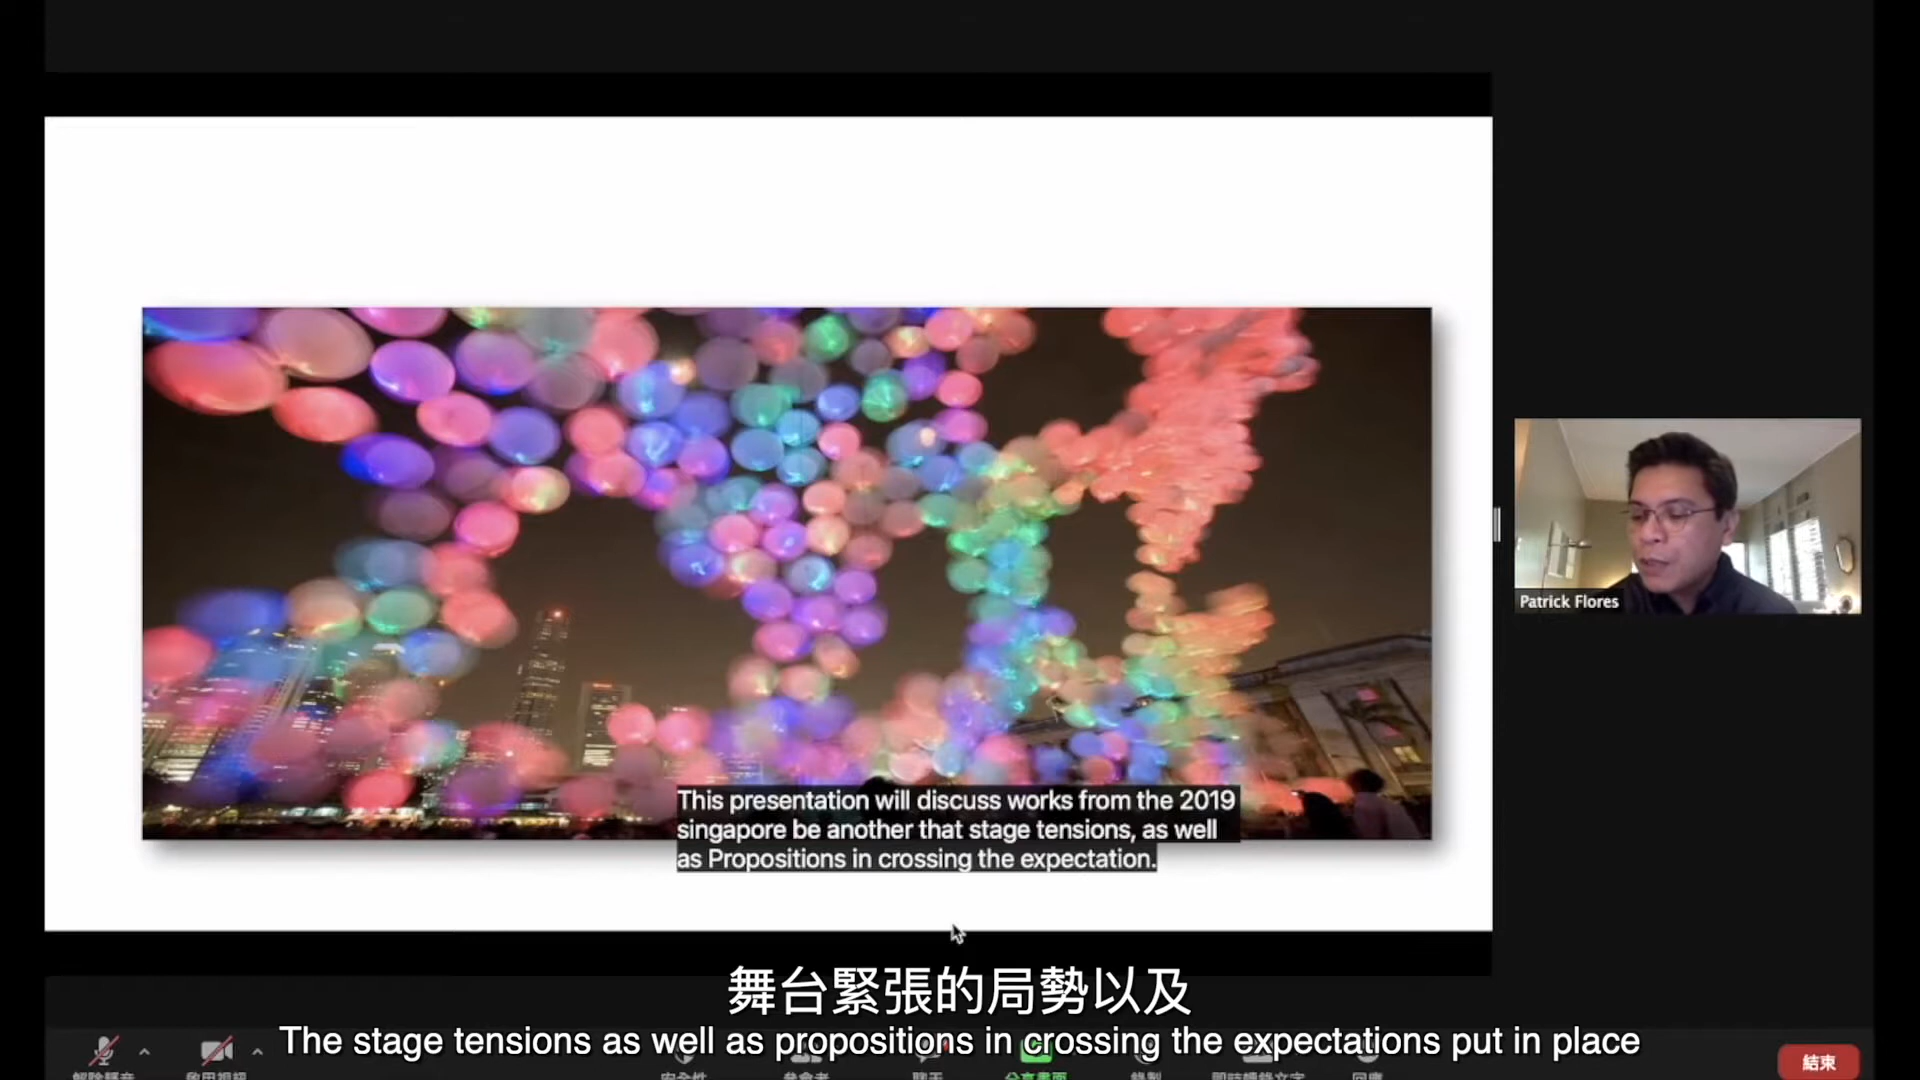 Patrick Flores
This presentation will discuss works from the 2019
singapore be another that stage tensions, as well
as Propositions in crossing the expectation.
舞台緊張的局勢以及
The stage tensions as well as propositions in crossing the expectations put in place
結束